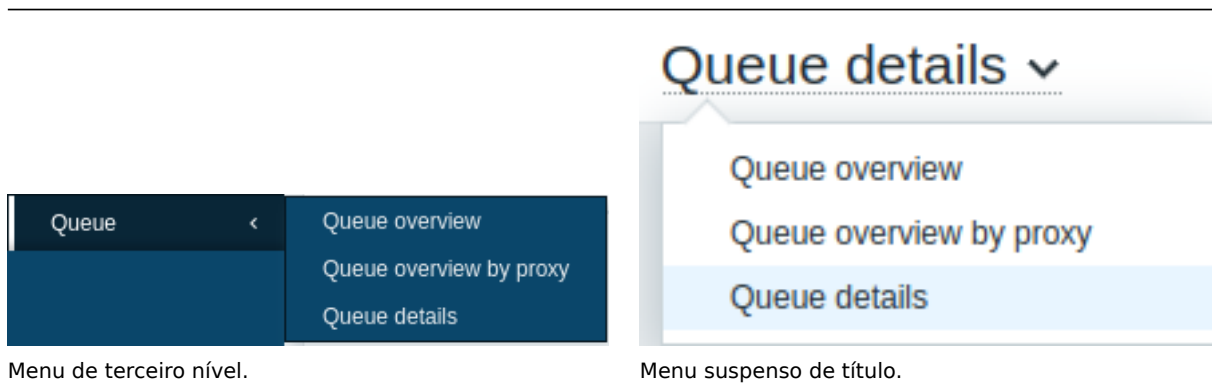 Queue details
Queue overview
Queue overview by proxy
Queue details
Queue
Queue overview
Queue overview by proxy
Queue details
Menu de terceiro nível.
Menu suspenso de título.